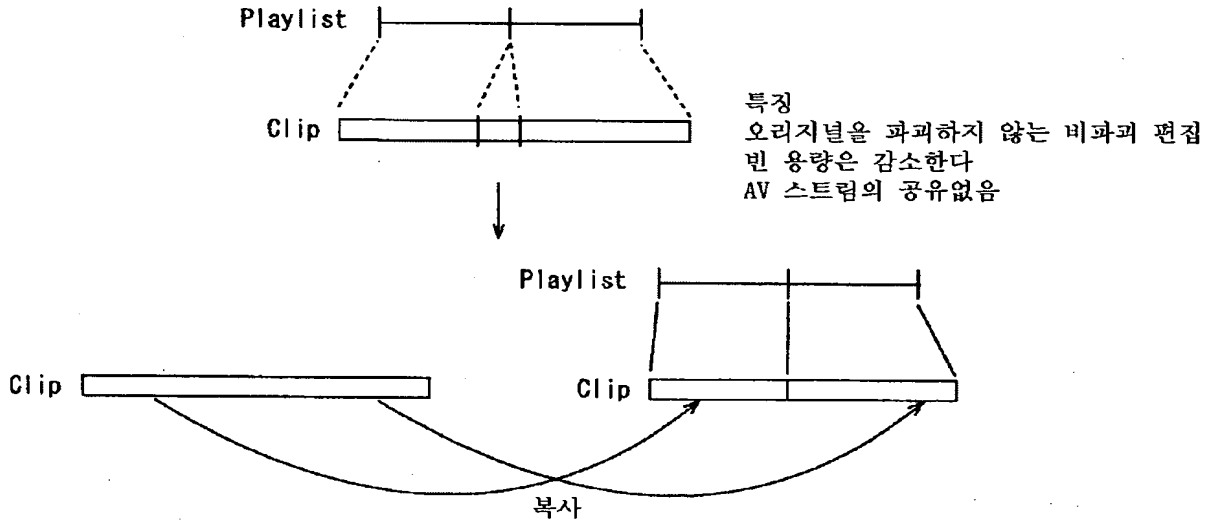 Playlist
Clip
특징
오리지널을 파괴하지 않는 비파괴 편집
빈 용량은 감소한다
AV 스트림의 공유없음
Playlist
Clip
Clip
복사